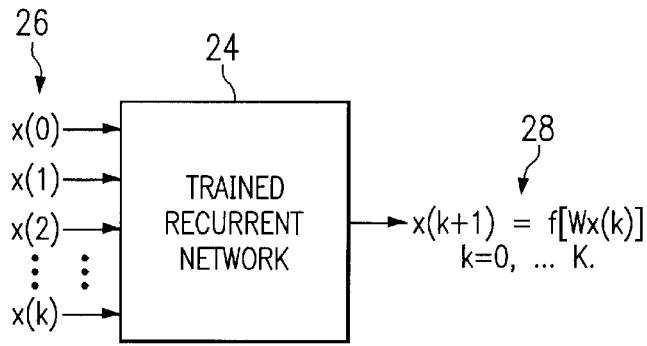 26
24
x(0)
x(1)
x(2)
x(k)
TRAINED
RECURRENT
NETWORK
28
x(k+1) = f[Wx(k)]
k=0, ... K.